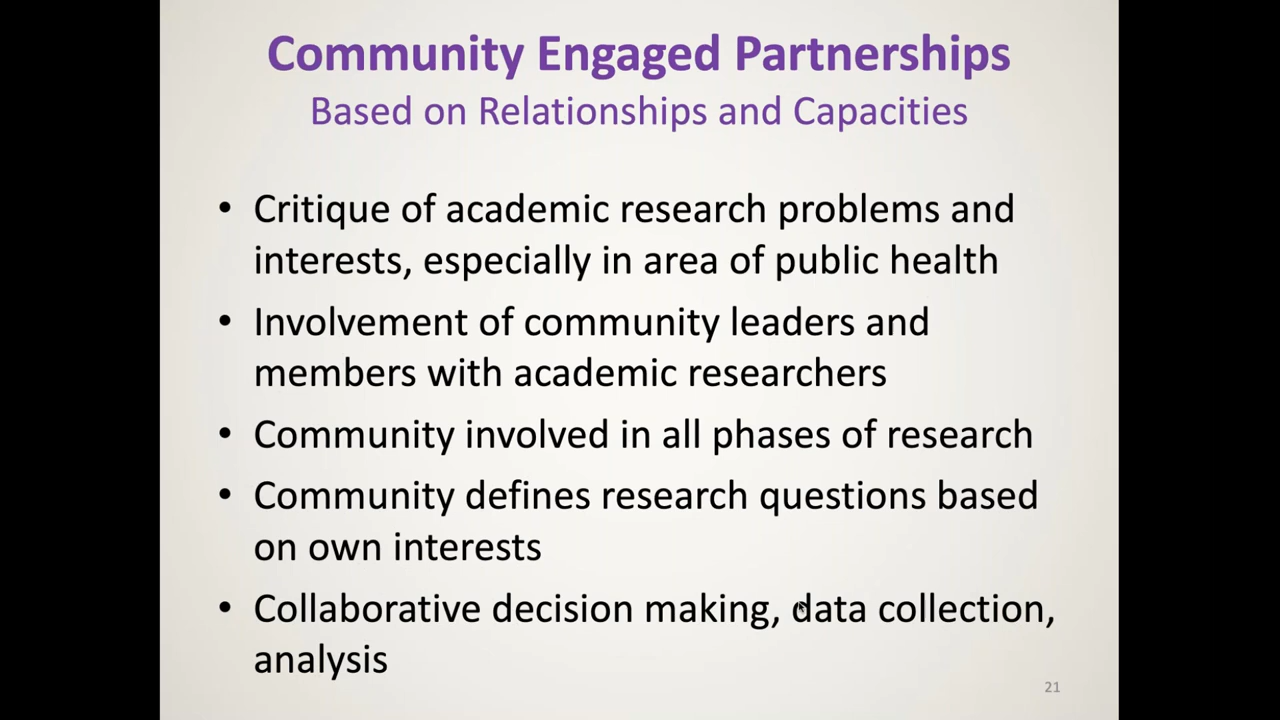 Community Engaged Partnerships
Based on Relationships and Capacities
• Critique of academic research problems and
interests, especially in area of public health
• Involvement of community leaders and
members with academic researchers
• Community involved in all phases of research
• Community defines research questions based
on own interests
• Collaborative decision making, data collection,
analysis
21